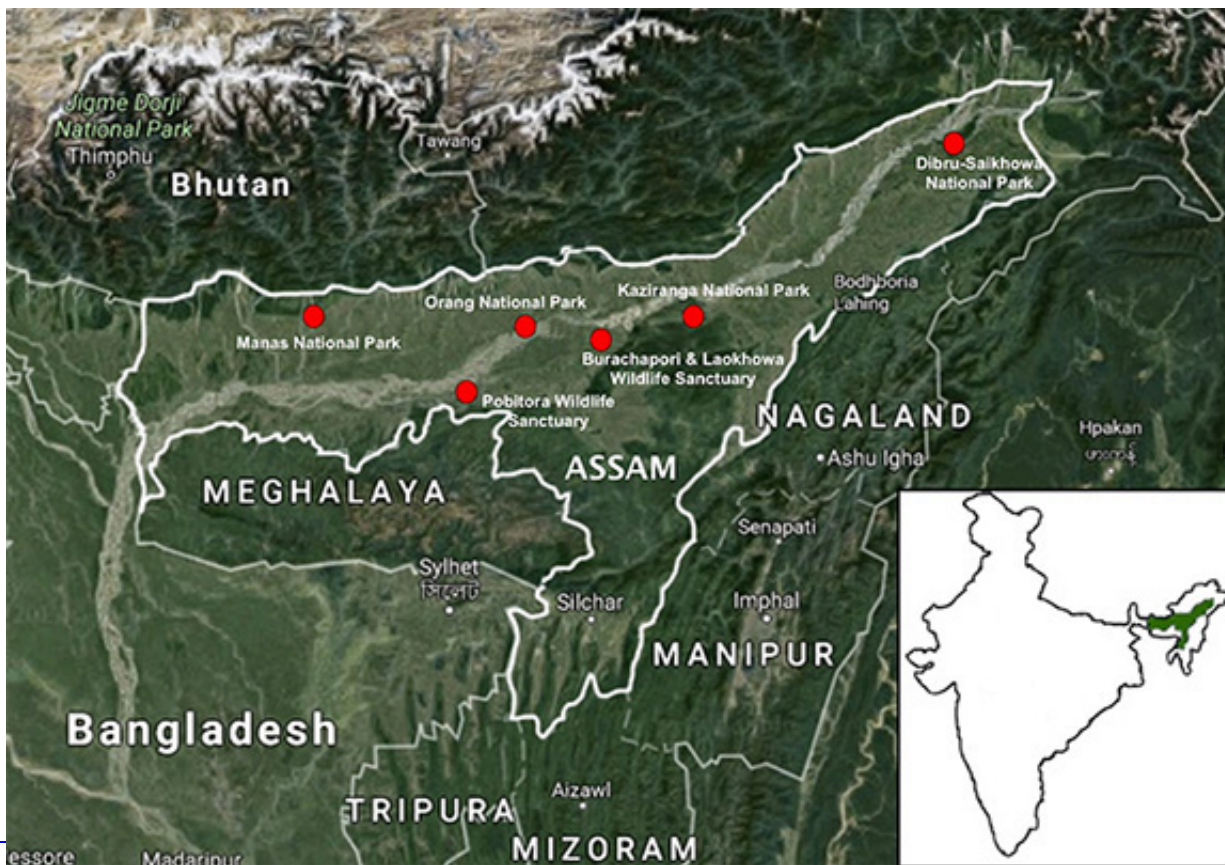 Jigme Dorji
National Park
Thimphu
Tawang
Bhutan
Dibru-Saikhowa
National Park
Bodhboria
Lahing
Orang National Park
Kaziranga National Park
Manas National Park
Burachapori & Laokhowa
Wildlife Sanctuary
Pobitora Wildlife
Sanctuary
NAGALAND
Hpakan
Ashu Igha
ASSAM
MEGHALAYA
Senapati
Sylhet
সিলেট
Silchar
Imphal
MANIPUR
Bangladesh
Aizawl
TRIPURA
MIZORAM
essore
Madaripur